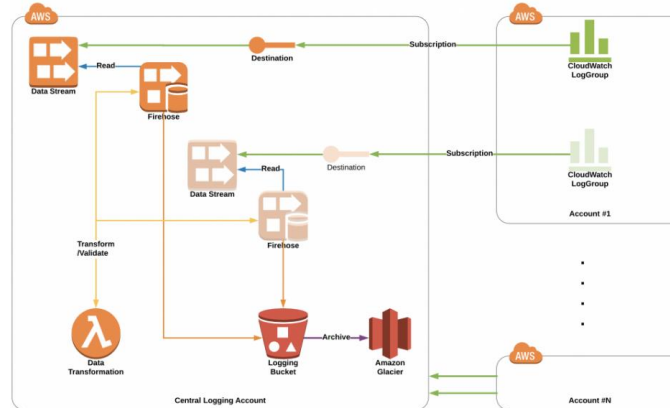 AWS
AWS
Subscription
Destination
CloudWatch
LogGroup
Read
Data Stream
Firehose
Subscription
Read
Destination
CloudWatch
LogGroup
Data Stream
Account #1
Firehose
Transform
/Validate
AWS
Archive
Data
Transformation
Logging
Bucket
Amazon
Glacier
Central Logging Account
Account #N